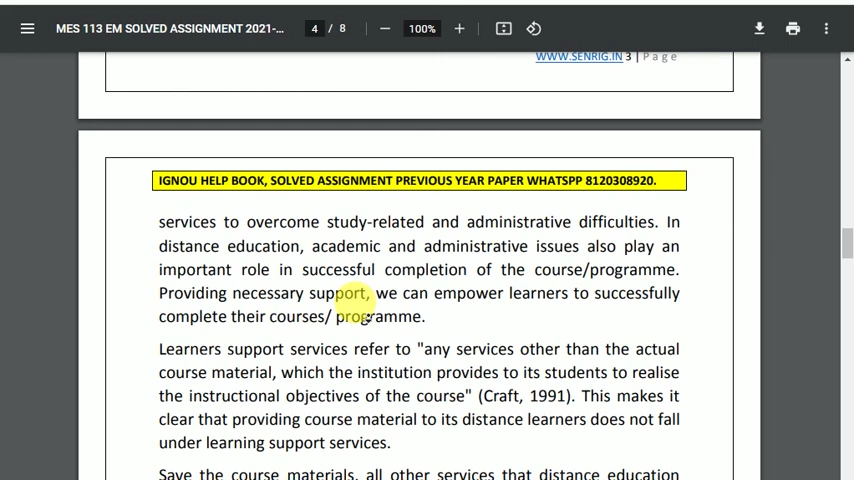 MES 113 EM SOLVED ASSIGNMENT 2021-...
4 / 8
100%
WWW.SENRIG.IN 3 | Page
IGNOU HELP BOOK, SOLVED ASSIGNMENT PREVIOUS YEAR PAPER WHATSPP 8120308920.
services to overcome study-related and administrative difficulties. In
distance education, academic and administrative issues also play an
important role in successful completion of the course/programme.
Providing necessary support, we can empower learners to successfully
complete their courses/ programme.
Learners support services refer to "any services other than the actual
course material, which the institution provides to its students to realise
the instructional objectives of the course" (Craft, 1991). This makes it
clear that providing course material to its distance learners does not fall
under learning support services.
Save the course materials, all other services that distance education